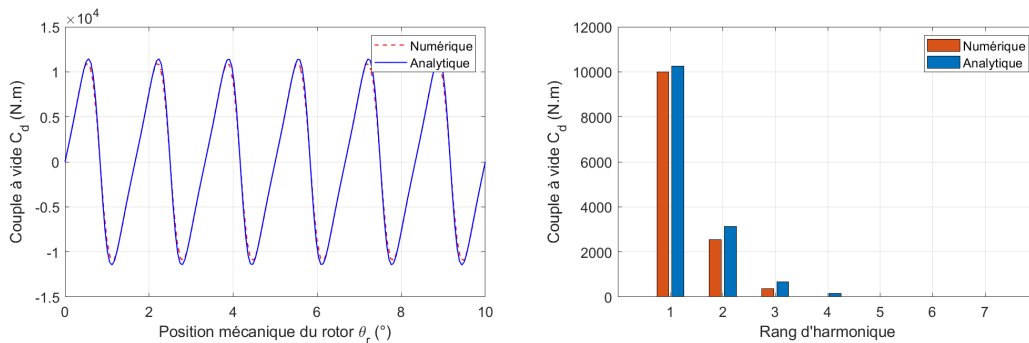 ×10⁴
1.5
1
0.5
0
-0.5
-1
-1.5
Couple à vide C_d (N.m)
0 2 4 6 8 10
Position mécanique du rotor θ_r (°)
Numérique
Analytique
12000
10000
8000
6000
4000
2000
0
Couple à vide C_d (N.m)
1 2 3 4 5 6 7
Rang d'harmonique
Numérique
Analytique